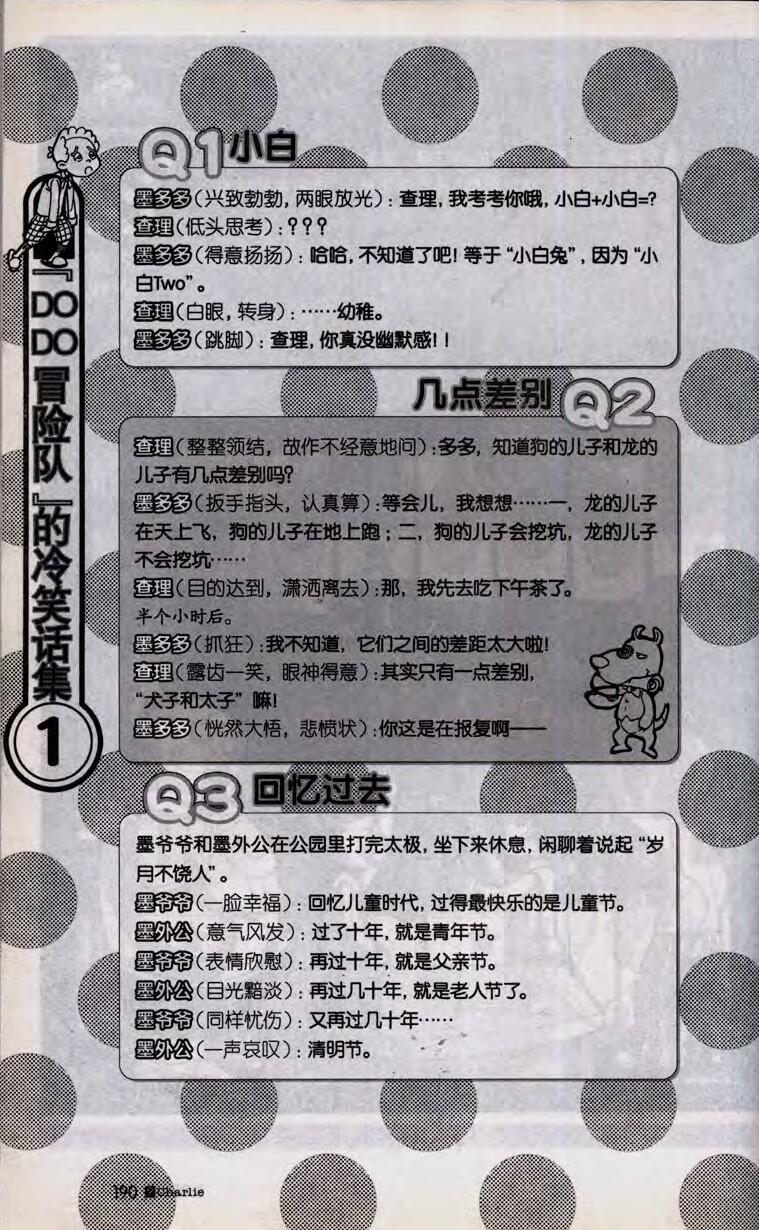 『DODO冒险队』的冷笑话集
1
Q1小白
墨多多(兴致勃勃,两眼放光):查理,我考考你哦,小白+小白=?
查理(低头思考):???
墨多多(得意扬扬):哈哈,不知道了吧!等于“小白兔”,因为“小
白Two”。
查理(白眼,转身):……幼稚。
墨多多(跳脚):查理,你真没幽默感!!
几点差别 Q2
查理(整整领结,故作不经意地问):多多,知道狗的儿子和龙的
儿子有几点差别吗?
墨多多(扳手指头,认真算):等会儿,我想想……一,龙的儿子
在天上飞,狗的儿子在地上跑;二,狗的儿子会挖坑,龙的儿子
不会挖坑……
查理(目的达到,潇洒离去):那,我先去吃下午茶了。
半个小时后。
墨多多(抓狂):我不知道,它们之间的差距太大啦!
查理(露齿一笑,眼神得意):其实只有一点差别,
“犬子和太子”嘛!
墨多多(恍然大悟,悲愤状):你这是在报复啊——
Q3 回忆过去
墨爷爷和墨外公在公园里打完太极,坐下来休息,闲聊着说起“岁
月不饶人”。
墨爷爷(一脸幸福):回忆儿童时代,过得最快乐的是儿童节。
墨外公(意气风发):过了十年,就是青年节。
墨爷爷(表情欣慰):再过十年,就是父亲节。
墨外公(目光黯淡):再过几十年,就是老人节了。
墨爷爷(同样忧伤):又再过几十年……
墨外公(一声哀叹):清明节。
190 Charlie